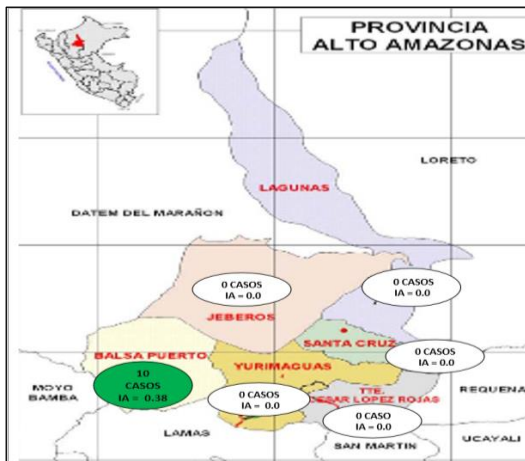 PROVINCIA
ALTO AMAZONAS
LORETO
LAGUNAS
DATEM DEL MARAÑON
0 CASOS
IA = 0.0
0 CASOS
IA = 0.0
JEBEROS
SANTA CRUZ
BALSA PUERTO
0 CASOS
IA = 0.0
YURIMAGUAS
10
CASOS
IA = 0.38
MOYO
BAMBA
TTE.
CESAR LOPEZ ROJAS
REQUENA
0 CASOS
IA = 0.0
0 CASO
IA = 0.0
LAMAS
SAN MARTIN
UCAYALI